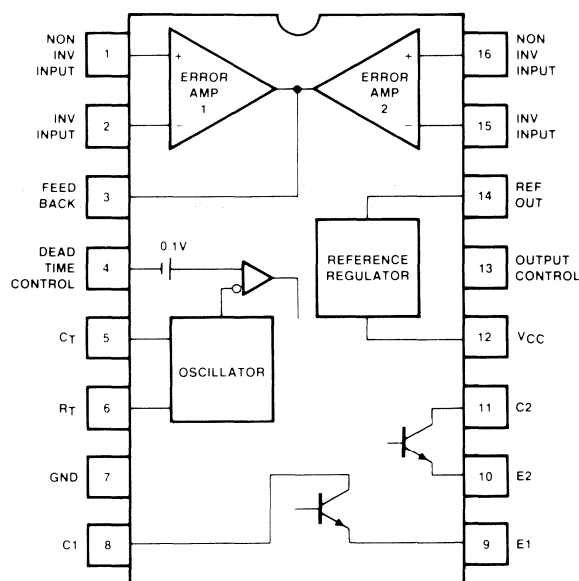 NON
INV
INPUT
1
+
ERROR
AMP
1
+
ERROR
AMP
2
16
NON
INV
INPUT
INV
INPUT
2
−
−
15
INV
INPUT
FEED
BACK
3
14
REF
OUT
DEAD
TIME
CONTROL
4
0.1V
REFERENCE
REGULATOR
13
OUTPUT
CONTROL
CT
5
OSCILLATOR
12
VCC
RT
6
11
C2
GND
7
10
E2
C1
8
9
E1